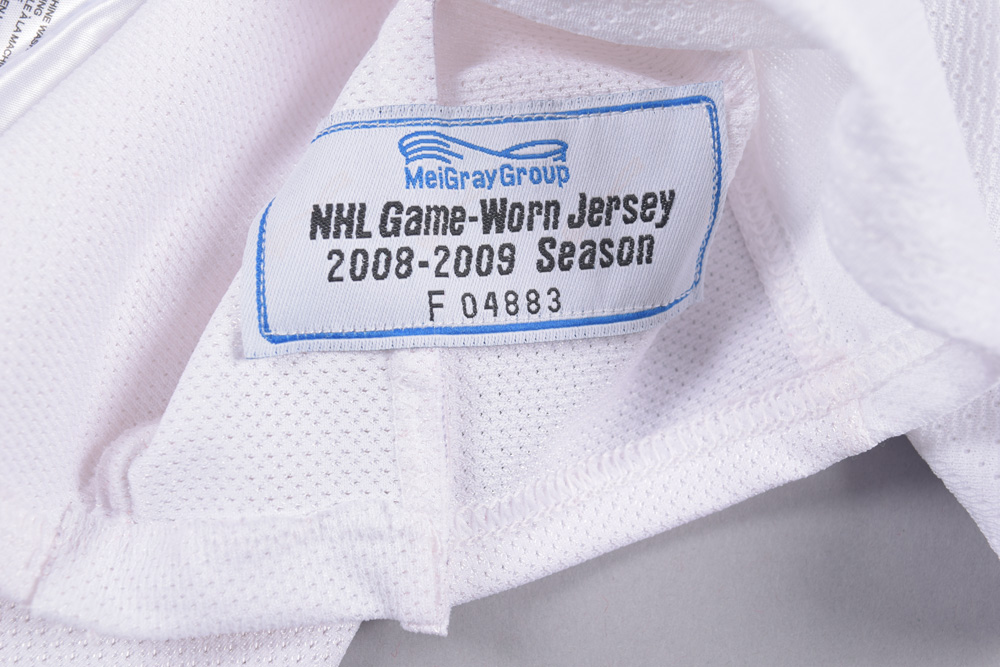 MeiGrayGroup
NHL Game-Worn Jersey
2008-2009 Season
F 04883